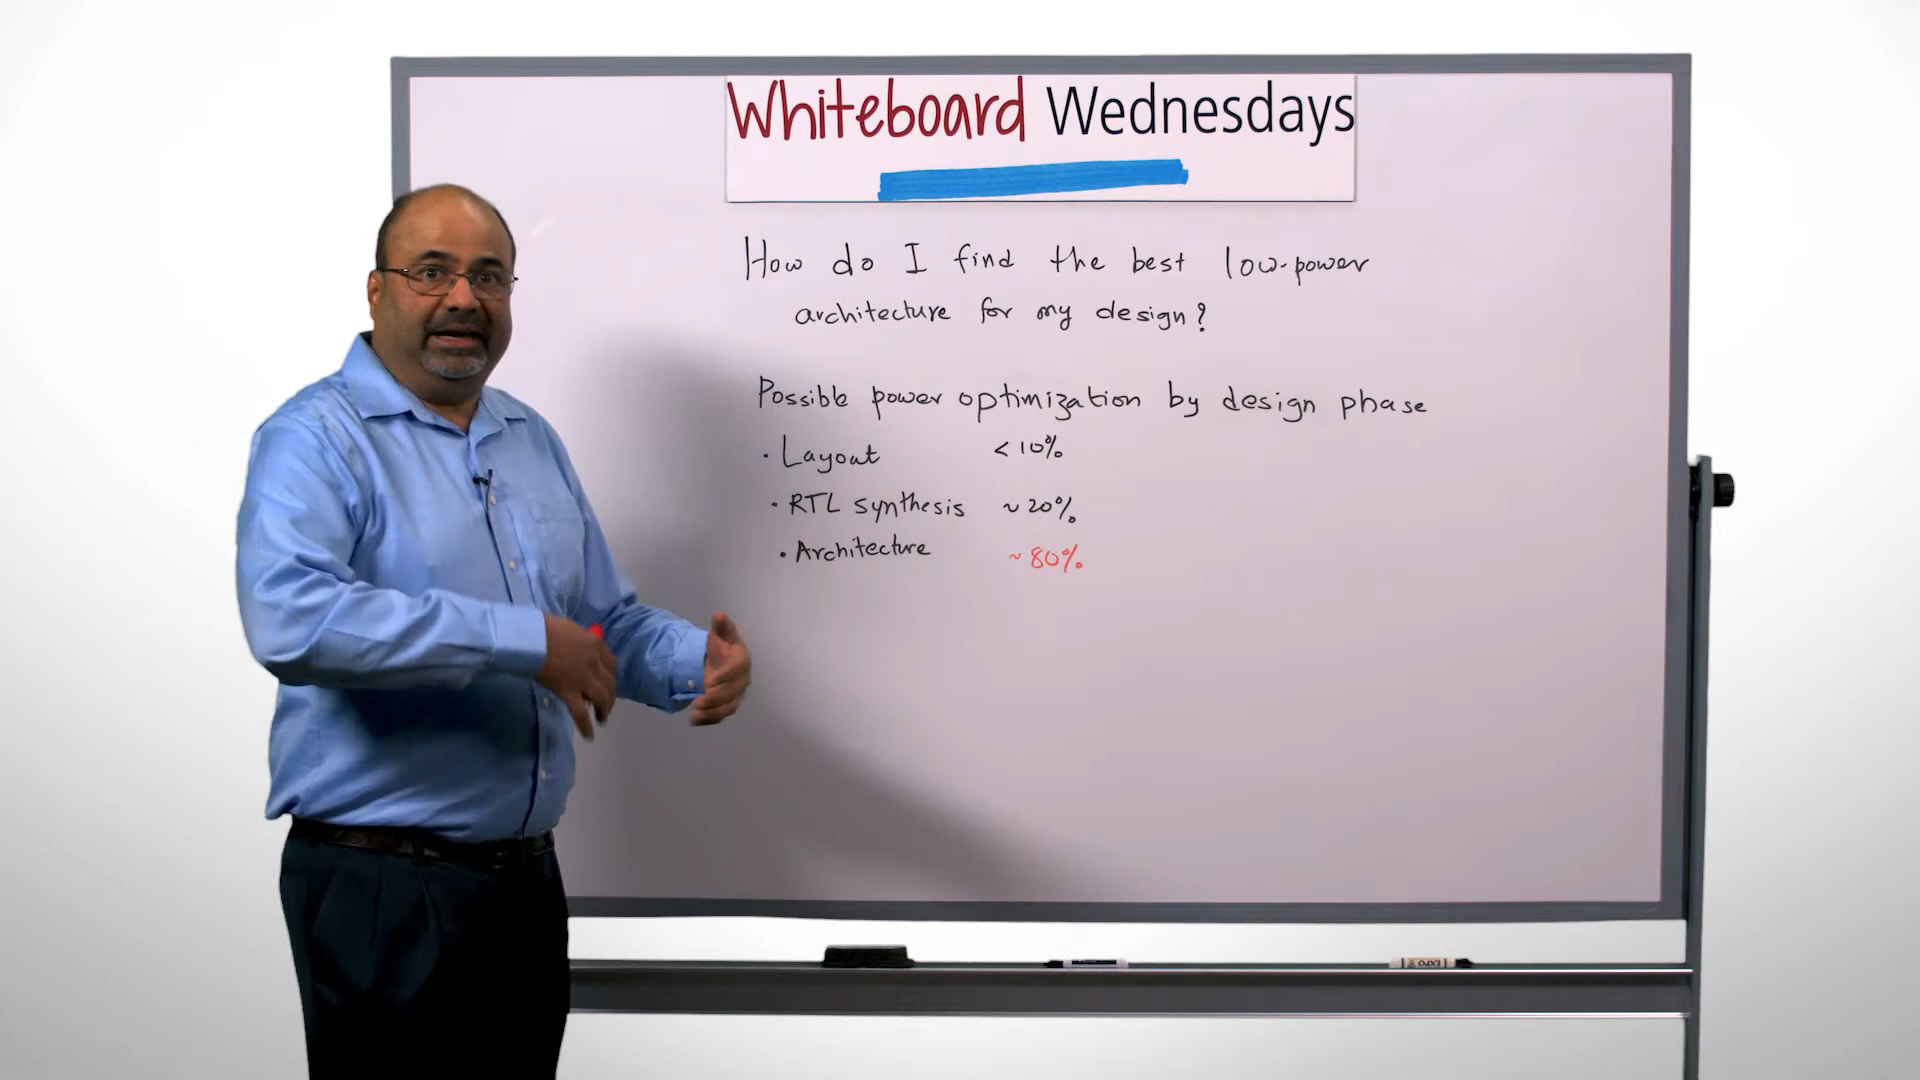 Whiteboard Wednesdays
How do I find the best low-power
architecture for my design?
Possible power optimization by design phase
· Layout < 10%
· RTL synthesis ~ 20%
· Architecture ~ 80%
EXPO